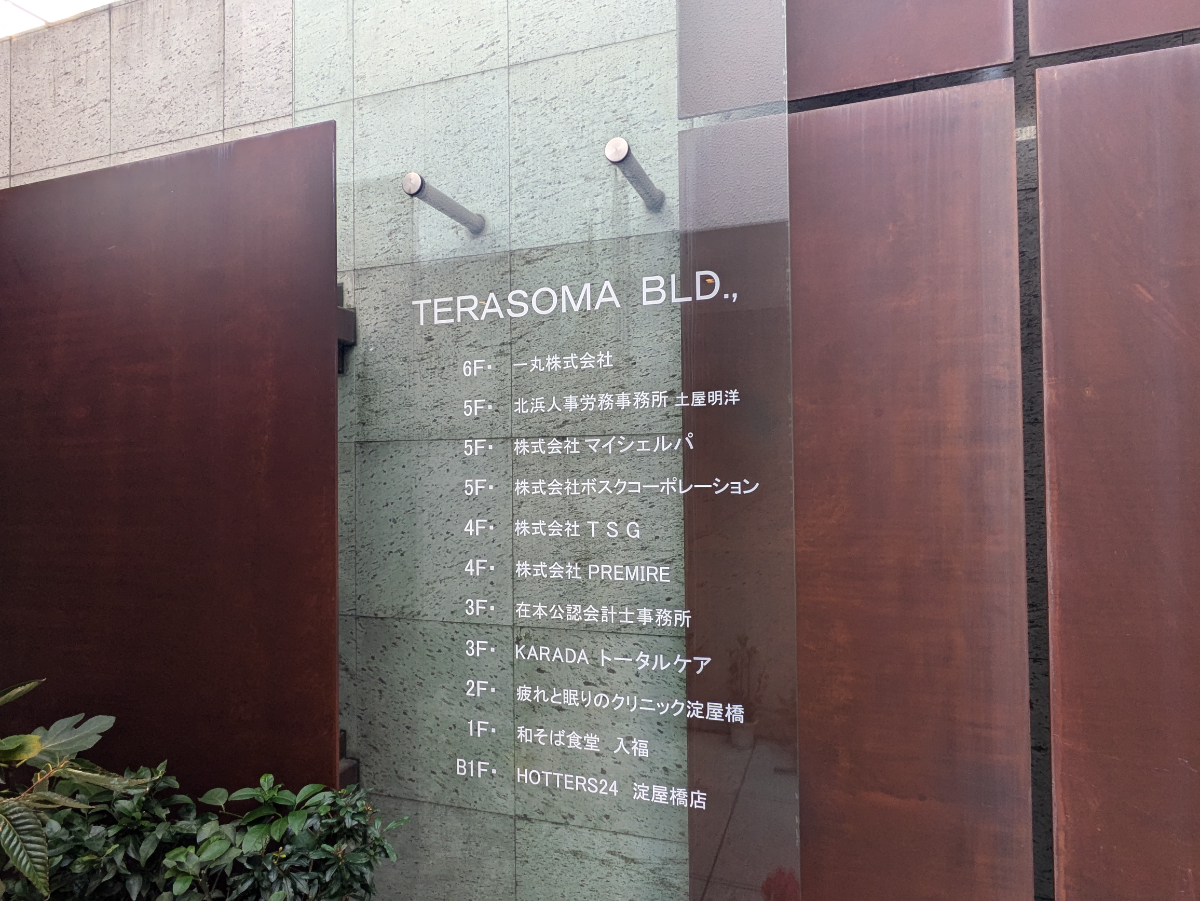 TERASOMA BLD.,
6F・ 一丸株式会社
5F・ 北浜人事労務事務所 土屋明洋
5F・ 株式会社 マイシェルパ
5F・ 株式会社ボスクコーポレーション
4F・ 株式会社 ＴＳＧ
4F・ 株式会社 PREMIRE
3F・ 在本公認会計士事務所
3F・ KARADA トータルケア
2F・ 疲れと眠りのクリニック淀屋橋
1F・ 和そば食堂 入福
B1F・ HOTTERS24 淀屋橋店